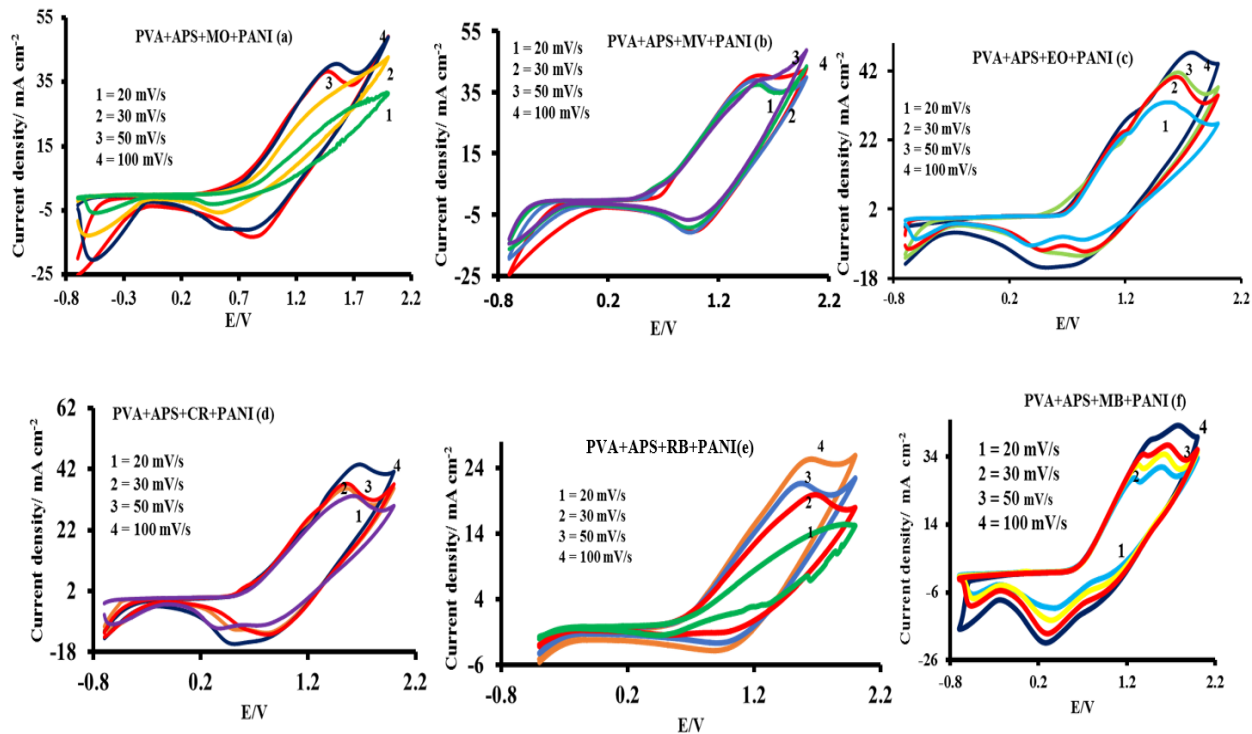 PVA+APS+MO+PANI (a)
Current density/ mA cm⁻²
55
35
15
-5
-25
1 = 20 mV/s
2 = 30 mV/s
3 = 50 mV/s
4 = 100 mV/s
4
3
2
1
-0.8 -0.3 0.2 0.7 1.2 1.7 2.2
E/V
PVA+APS+MV+PANI (b)
Current density/ mA cm⁻²
55
35
15
-5
-25
1 = 20 mV/s
2 = 30 mV/s
3 = 50 mV/s
4 = 100 mV/s
3
4
1
2
-0.8 0.2 1.2 2.2
E/V
PVA+APS+EO+PANI (c)
Current density/ mA cm⁻²
42
22
2
-18
1 = 20 mV/s
2 = 30 mV/s
3 = 50 mV/s
4 = 100 mV/s
3 4
2
1
-0.8 0.2 1.2 2.2
E/V
PVA+APS+CR+PANI (d)
Current density/ mA cm⁻²
62
42
22
2
-18
1 = 20 mV/s
2 = 30 mV/s
3 = 50 mV/s
4 = 100 mV/s
4
2 3
1
-0.8 0.2 1.2 2.2
E/V
PVA+APS+RB+PANI(e)
Current density/ mA cm⁻²
24
14
4
-6
1 = 20 mV/s
2 = 30 mV/s
3 = 50 mV/s
4 = 100 mV/s
4
3
2
1
0.2 1.2 2.2
E/V
PVA+APS+MB+PANI(f)
Current density/ mA cm⁻²
34
14
-6
-26
1 = 20 mV/s
2 = 30 mV/s
3 = 50 mV/s
4 = 100 mV/s
4
3
2
1
-0.8 0.2 1.2 2.2
E/V